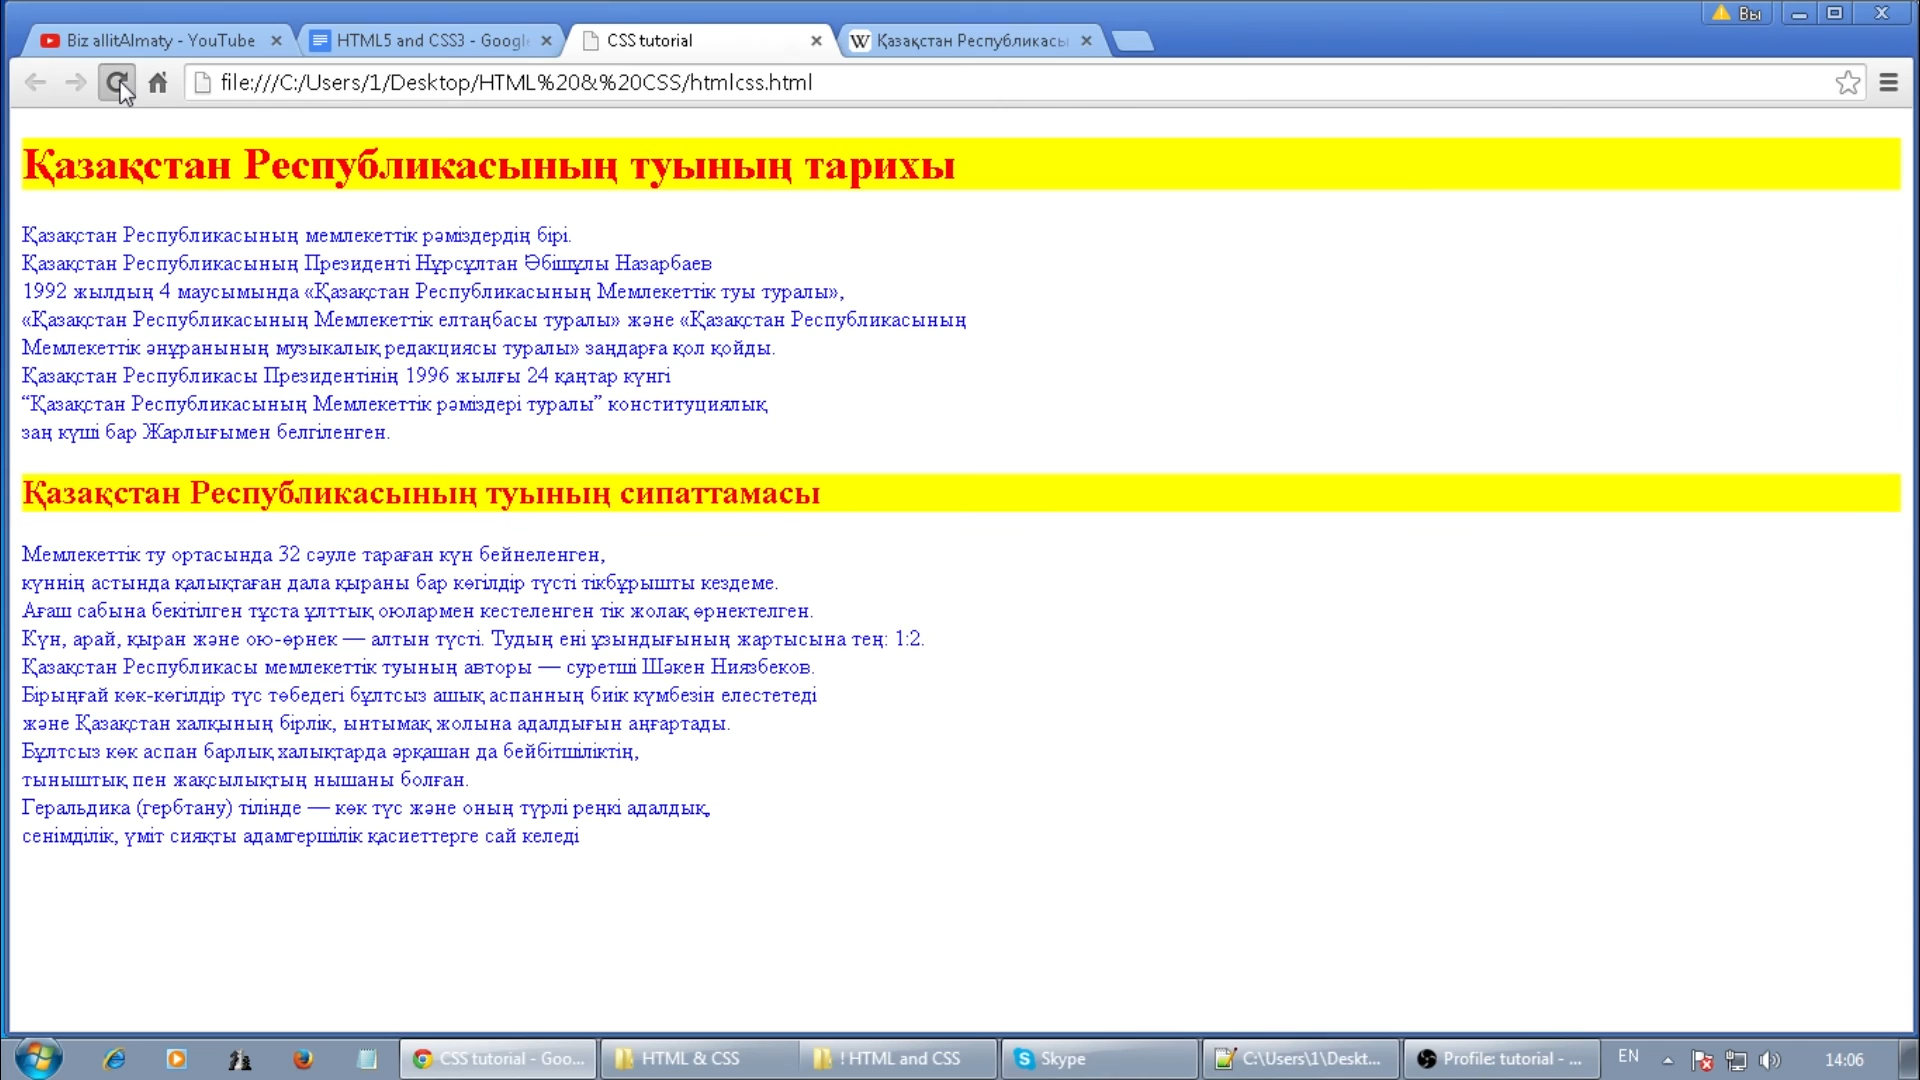 Вы
Biz allitAlmaty - YouTube
HTML5 and CSS3 - Googl
CSS tutorial
Қазақстан Республикасы
file:///C:/Users/1/Desktop/HTML%20&%20CSS/htmlcss.html
Қазақстан Республикасының туының тарихы
Қазақстан Республикасының мемлекеттік рәміздердің бірі.
Қазақстан Республикасының Президенті Нұрсұлтан Әбішұлы Назарбаев
1992 жылдың 4 маусымында «Қазақстан Республикасының Мемлекеттік туы туралы»,
«Қазақстан Республикасының Мемлекеттік елтаңбасы туралы» және «Қазақстан Республикасының
Мемлекеттік әнұранының музыкалық редакциясы туралы» заңдарға қол қойды.
Қазақстан Республикасы Президентінің 1996 жылғы 24 қаңтар күнгі
“Қазақстан Республикасының Мемлекеттік рәміздері туралы” конституциялық
заң күші бар Жарлығымен белгіленген.
Қазақстан Республикасының туының сипаттамасы
Мемлекеттік ту ортасында 32 сәуле тараған күн бейнеленген,
күннің астында қалықтаған дала қыраны бар көгілдір түсті тікбұрышты кездеме.
Ағаш сабына бекітілген тұста ұлттық оюлармен кестеленген тік жолақ өрнектелген.
Күн, арай, қыран және ою-өрнек — алтын түсті. Тудың ені ұзындығының жартысына тең: 1:2.
Қазақстан Республикасы мемлекеттік туының авторы — суретші Шәкен Ниязбеков.
Бірыңғай көк-көгілдір түс төбедегі бұлтсыз ашық аспанның биік күмбезін елестетеді
және Қазақстан халқының бірлік, ынтымақ жолына адалдығын аңғартады.
Бұлтсыз көк аспан барлық халықтарда әрқашан да бейбітшіліктің,
тыныштық пен жақсылықтың нышаны болған.
Геральдика (гербтану) тілінде — көк түс және оның түрлі реңкі адалдық,
сенімділік, үміт сияқты адамгершілік қасиеттерге сай келеді
CSS tutorial - Goo...
HTML & CSS
! HTML and CSS
Skype
C:\Users\1\Deskt...
Profile: tutorial - ...
EN
14:06